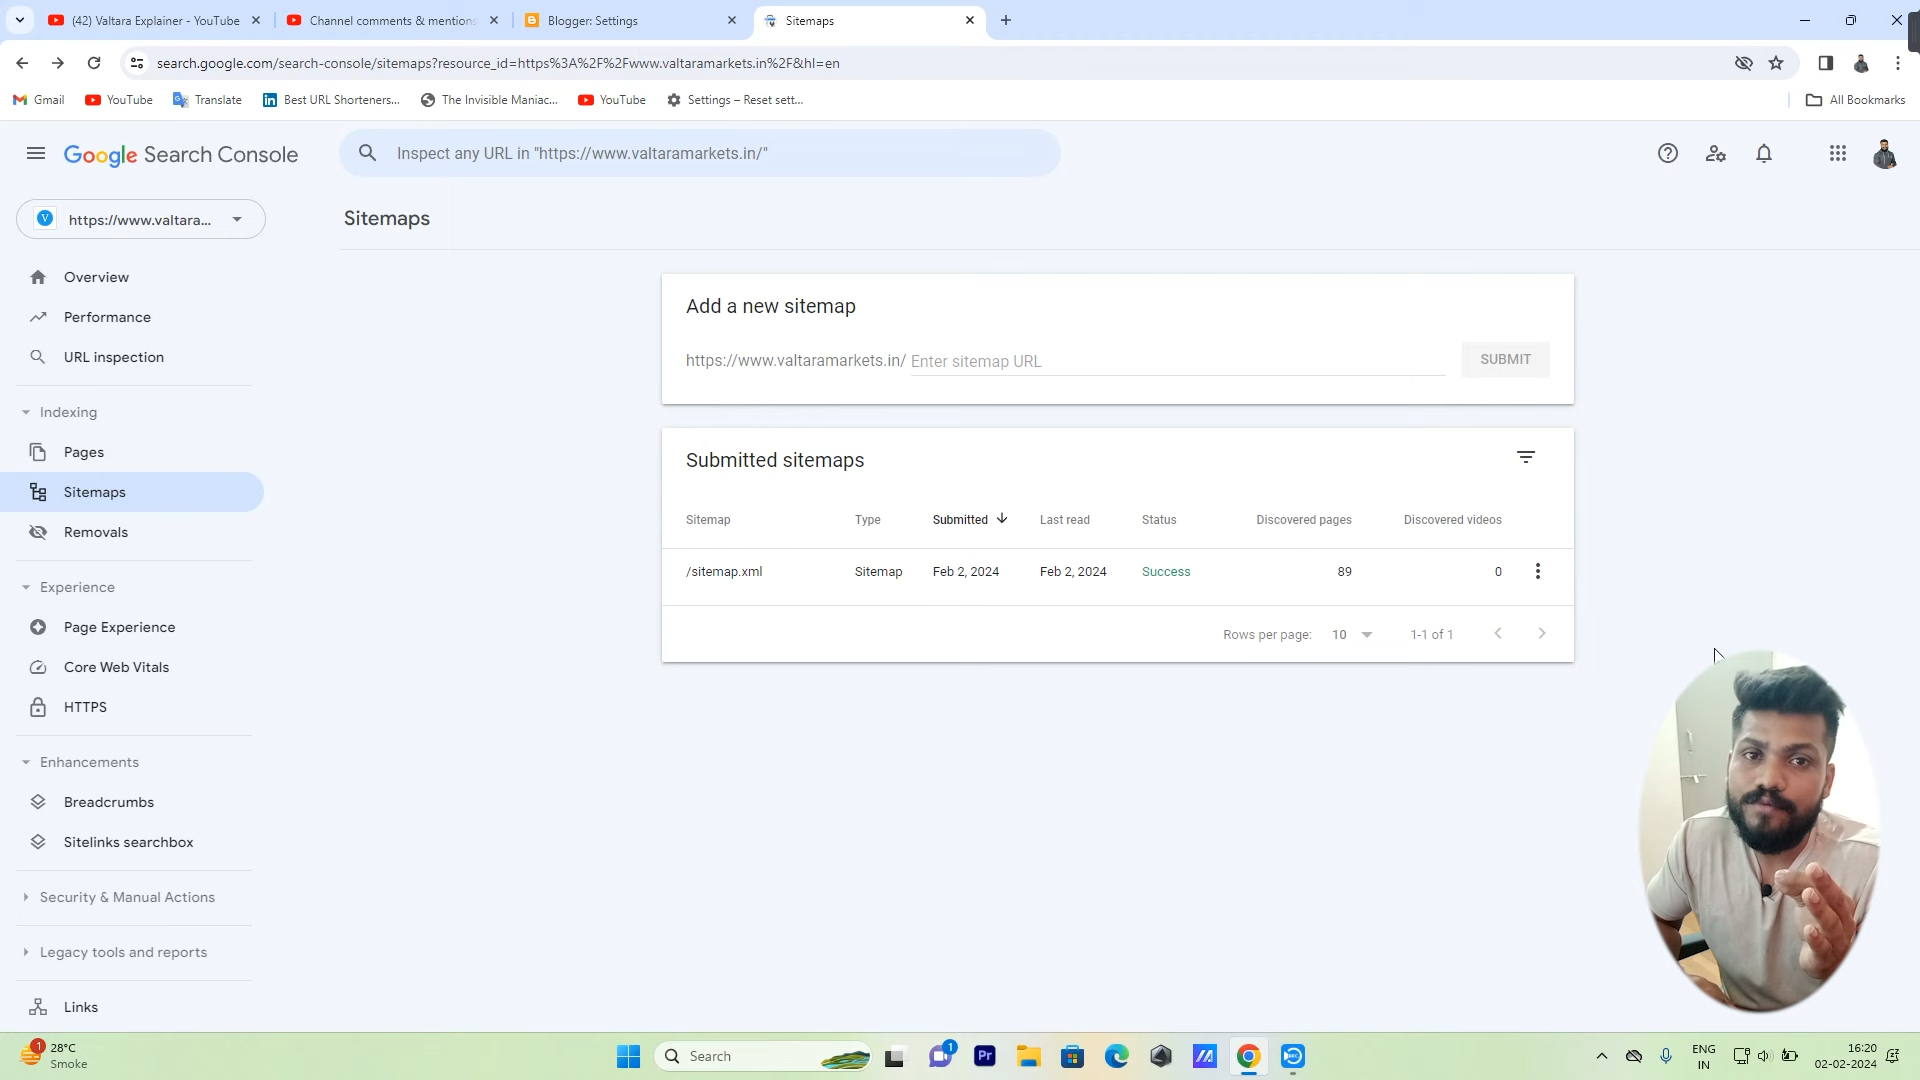 (42) Valtara Explainer - YouTube
Channel comments & mentions
Blogger: Settings
Sitemaps
search.google.com/search-console/sitemaps?resource_id=https%3A%2F%2Fwww.valtaramarkets.in%2F&hl=en
Gmail
YouTube
Translate
Best URL Shorteners...
The Invisible Maniac...
YouTube
Settings – Reset sett...
All Bookmarks
Google Search Console
Inspect any URL in "https://www.valtaramarkets.in/"
V
https://www.valtara...
Sitemaps
Overview
Performance
URL inspection
Indexing
Pages
Sitemaps
Removals
Experience
Page Experience
Core Web Vitals
HTTPS
Enhancements
Breadcrumbs
Sitelinks searchbox
Security & Manual Actions
Legacy tools and reports
Links
Add a new sitemap
https://www.valtaramarkets.in/ Enter sitemap URL
SUBMIT
Submitted sitemaps
Sitemap Type Submitted Last read Status Discovered pages Discovered videos
/sitemap.xml Sitemap Feb 2, 2024 Feb 2, 2024 Success 89 0
Rows per page: 10 1-1 of 1
1
28°C
Smoke
Search
1
Pr
ENG
IN
16:20
02-02-2024